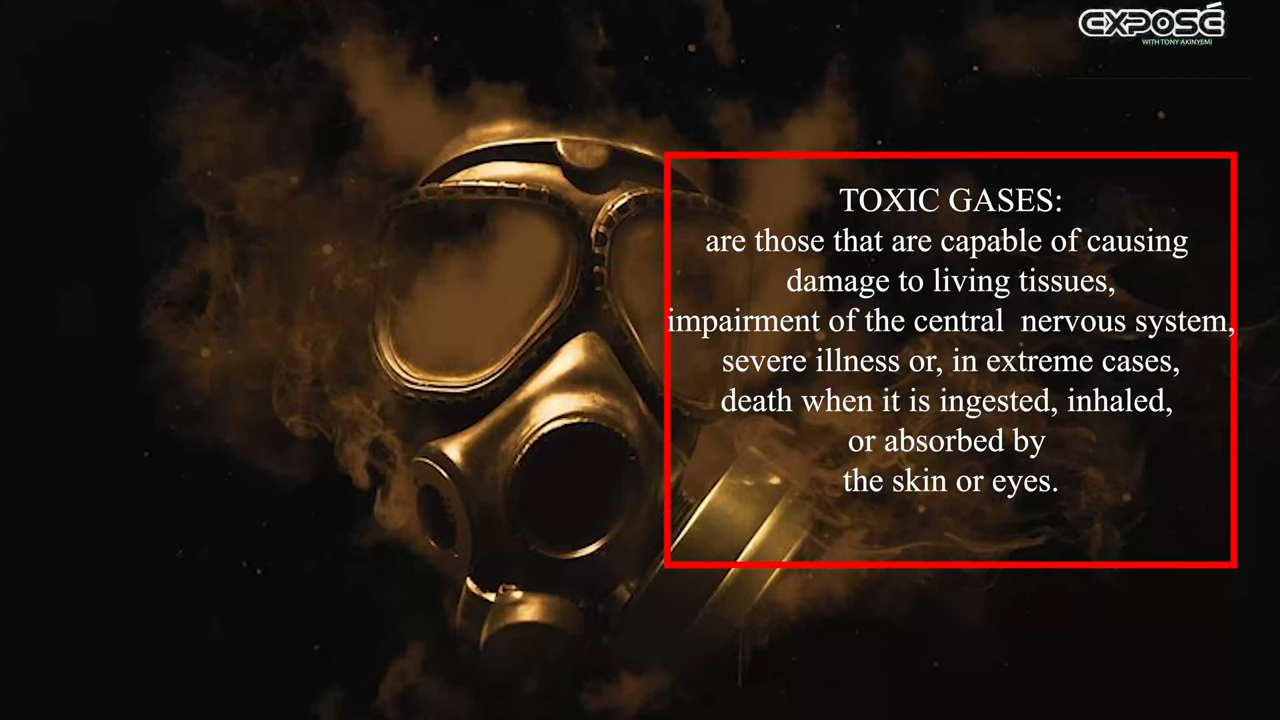 EXPOSÉ
WITH TONY AKINYEMI
TOXIC GASES:
are those that are capable of causing
damage to living tissues,
impairment of the central  nervous system,
severe illness or, in extreme cases,
death when it is ingested, inhaled,
or absorbed by
the skin or eyes.